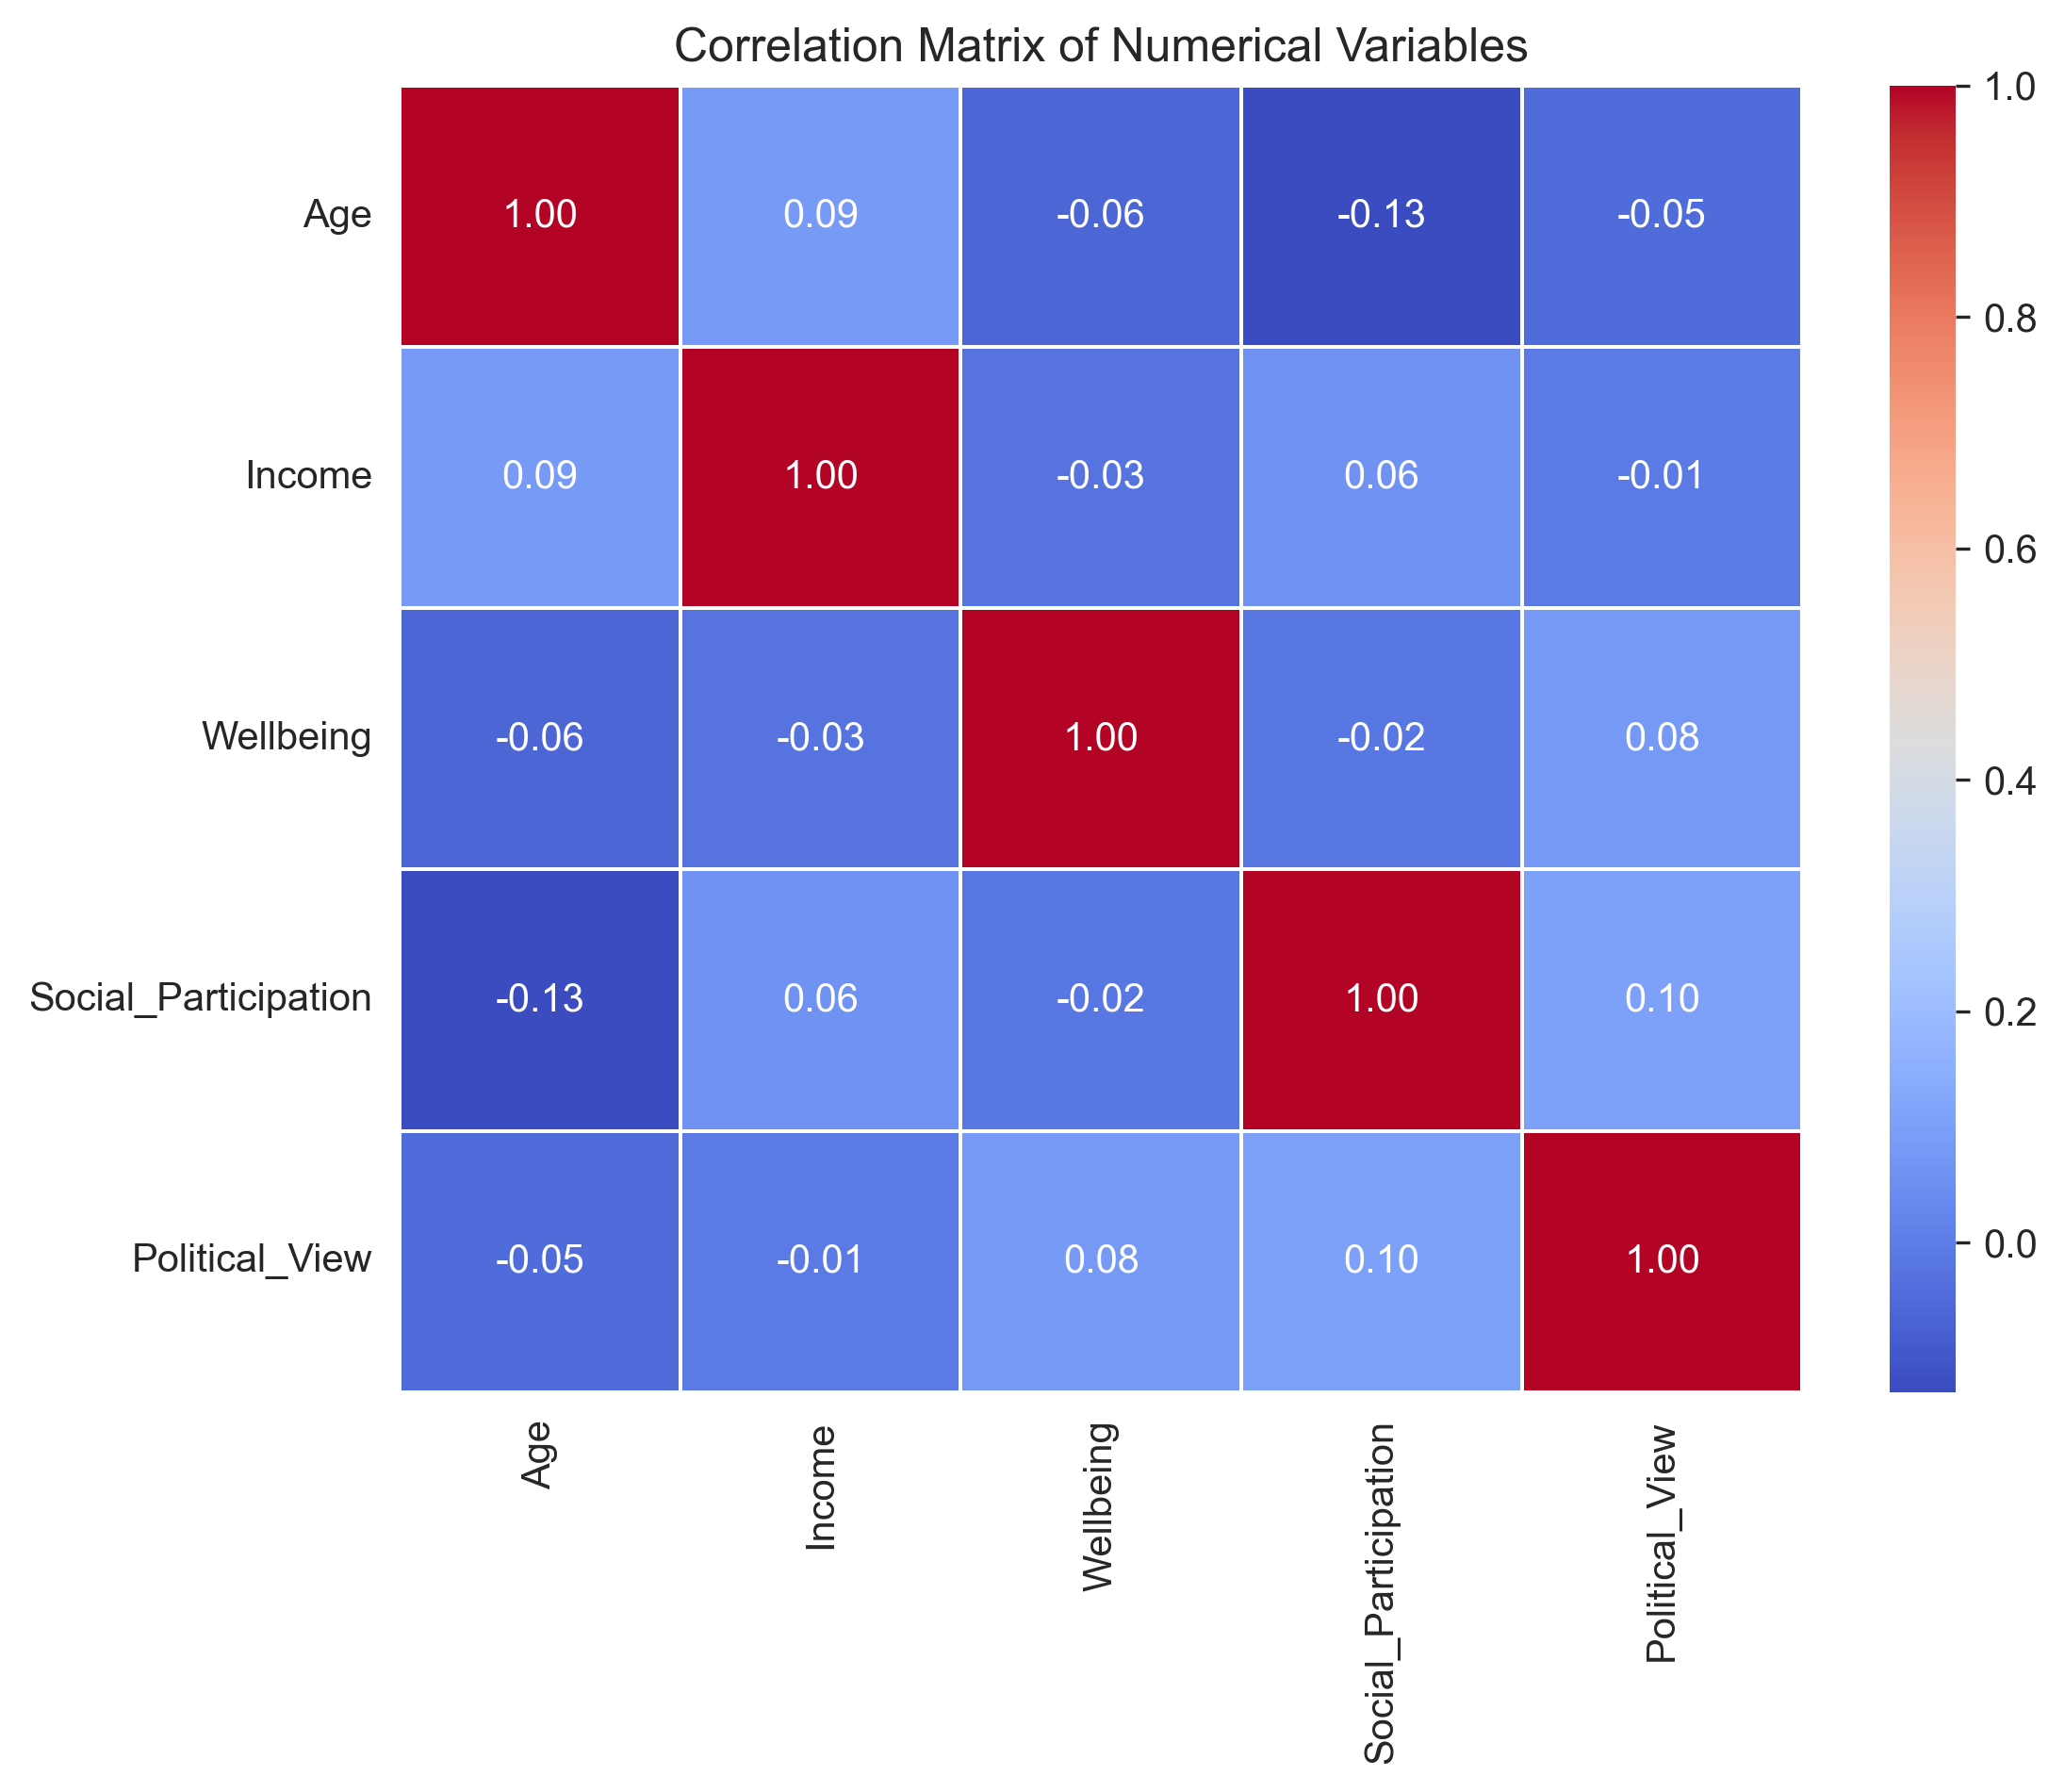 Correlation Matrix of Numerical Variables
Age 1.00 0.09 -0.06 -0.13 -0.05
Income 0.09 1.00 -0.03 0.06 -0.01
Wellbeing -0.06 -0.03 1.00 -0.02 0.08
Social_Participation -0.13 0.06 -0.02 1.00 0.10
Political_View -0.05 -0.01 0.08 0.10 1.00
Age
Income
Wellbeing
Social_Participation
Political_View
1.0
0.8
0.6
0.4
0.2
0.0